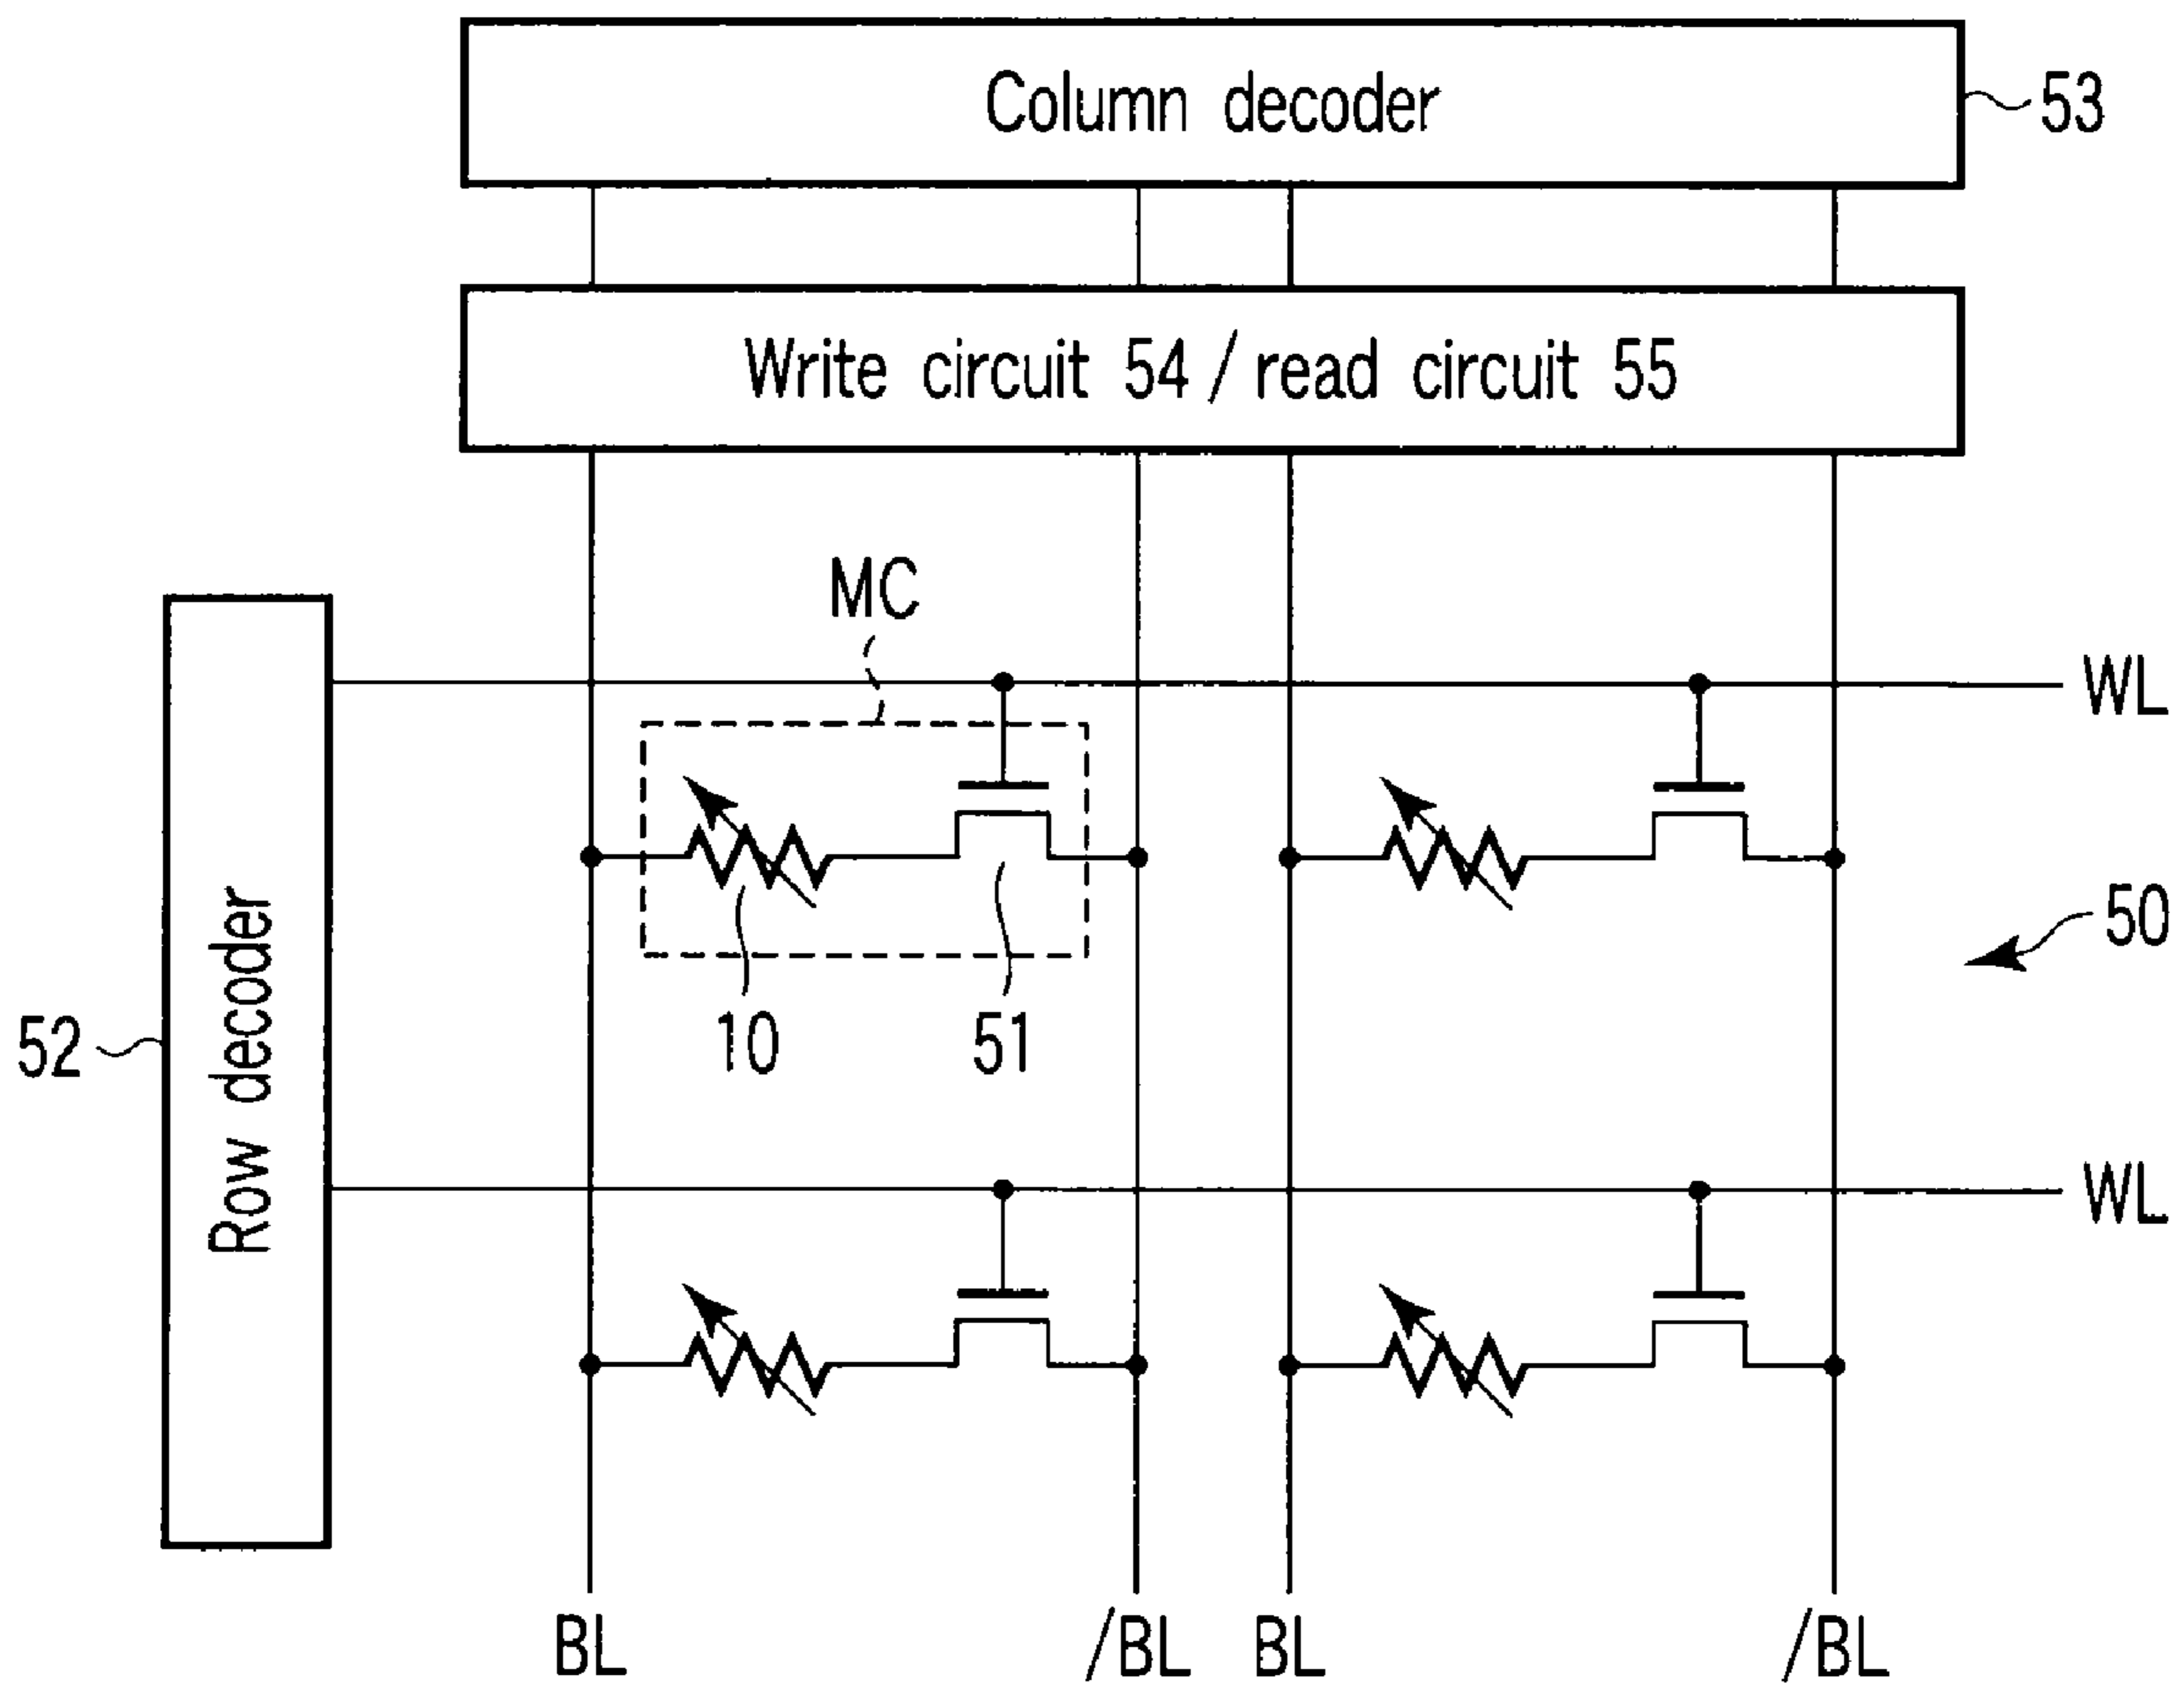 Column decoder
53
Write circuit 54 / read circuit 55
MC
WL
50
10
51
52
Row decoder
WL
BL
/BL
BL
/BL